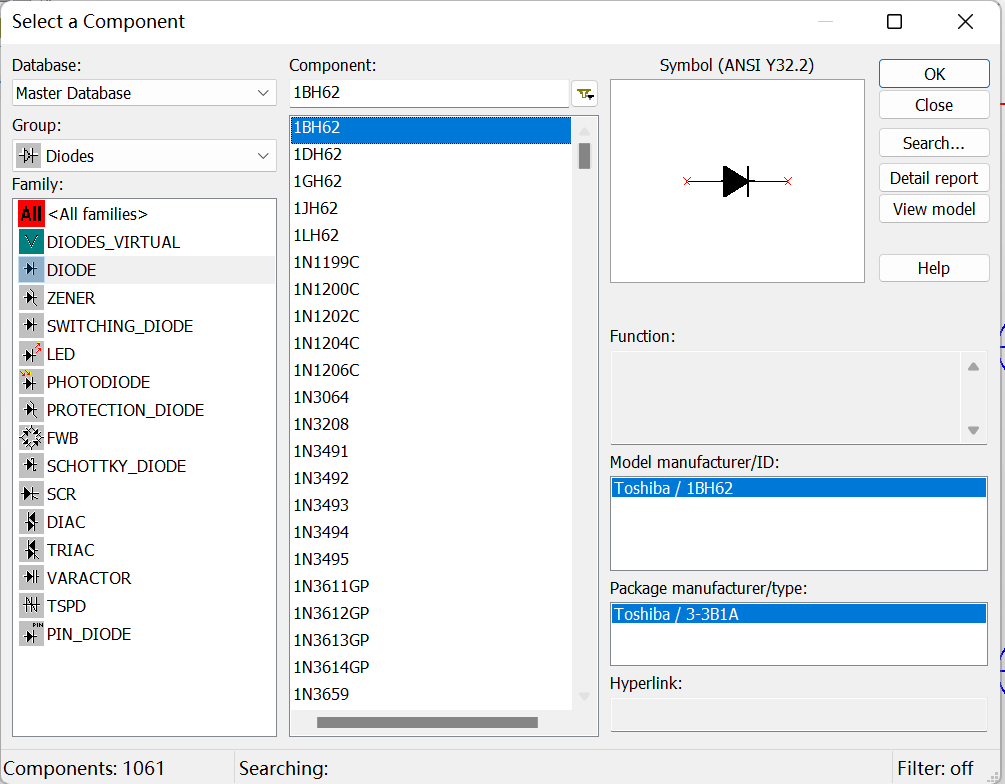 Select a Component
Database:
Master Database
Group:
Diodes
Family:
All <All families>
DIODES_VIRTUAL
DIODE
ZENER
SWITCHING_DIODE
LED
PHOTODIODE
PROTECTION_DIODE
FWB
SCHOTTKY_DIODE
SCR
DIAC
TRIAC
VARACTOR
TSPD
PIN PIN_DIODE
Component:
1BH62
1BH62
1DH62
1GH62
1JH62
1LH62
1N1199C
1N1200C
1N1202C
1N1204C
1N1206C
1N3064
1N3208
1N3491
1N3492
1N3493
1N3494
1N3495
1N3611GP
1N3612GP
1N3613GP
1N3614GP
1N3659
Symbol (ANSI Y32.2)
OK
Close
Search...
Detail report
View model
Help
Function:
Model manufacturer/ID:
Toshiba / 1BH62
Package manufacturer/type:
Toshiba / 3-3B1A
Hyperlink:
Components: 1061
Searching:
Filter: off